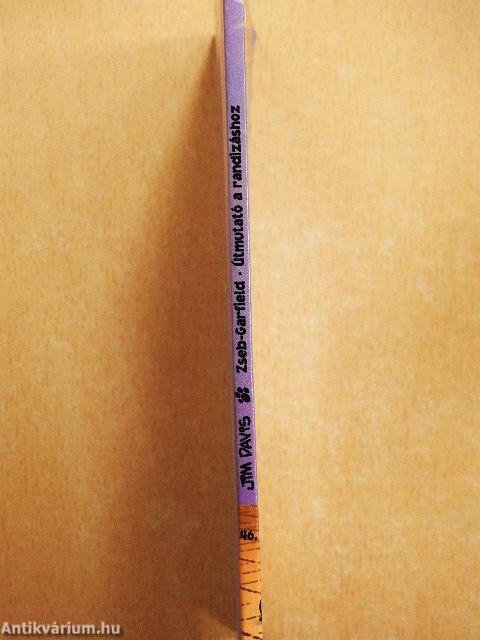 JIM DAVIS Zseb-Garfield · Útmutató a randizáshoz
46.
Antikvárium.hu